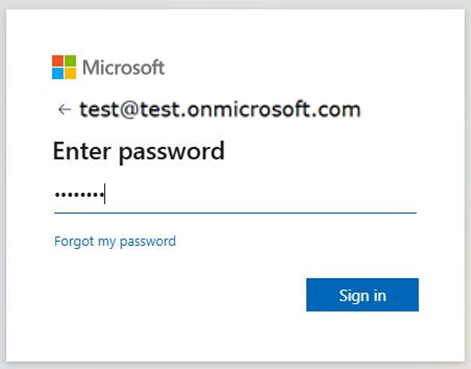 Microsoft
← test@test.onmicrosoft.com
Enter password
••••••••
Forgot my password
Sign in